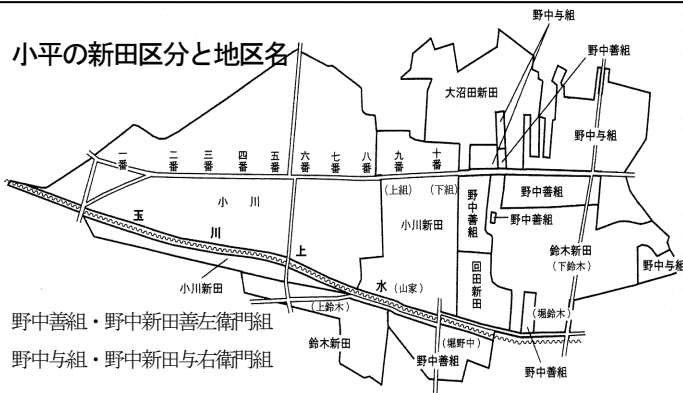 小平の新田区分と地区名
野中与組
野中善組
大沼田新田
野中与組
一番
二番
三番
四番
五番
六番
七番
八番
九番
十番
(上組)
(下組)
野中善組
野中善組
野中善組
小川
小川新田
鈴木新田
(下鈴木)
野中与組
玉川上水
(山家)
回田新田
小川新田
(上鈴木)
(堀鈴木)
鈴木新田
(堀野中)
野中善組
野中善組
野中善組・野中新田善左衛門組
野中与組・野中新田与右衛門組